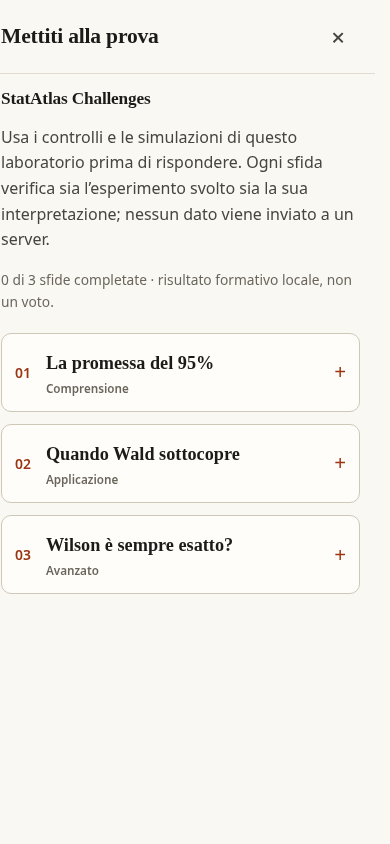 Mettiti alla prova
×
StatAtlas Challenges
Usa i controlli e le simulazioni di questo
laboratorio prima di rispondere. Ogni sfida
verifica sia l’esperimento svolto sia la sua
interpretazione; nessun dato viene inviato a un
server.
0 di 3 sfide completate · risultato formativo locale, non
un voto.
01
La promessa del 95%
Comprensione
+
02
Quando Wald sottocopre
Applicazione
+
03
Wilson è sempre esatto?
Avanzato
+